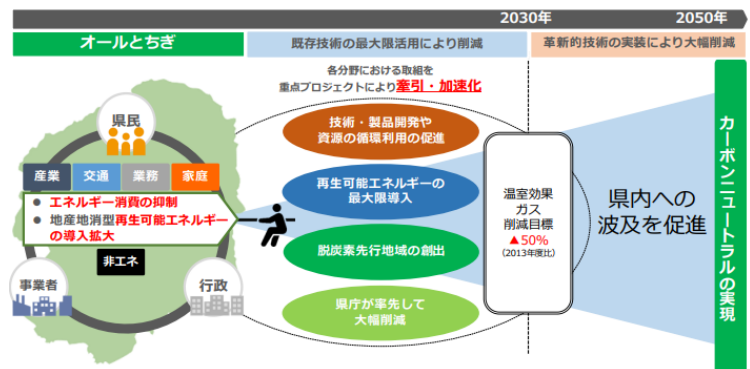 2030年
2050年
オールとちぎ
既存技術の最大限活用により削減
革新的技術の実装により大幅削減
各分野における取組を
重点プロジェクトにより牽引・加速化
県民
産業
交通
業務
家庭
● エネルギー消費の抑制
● 地産地消型再生可能エネルギー
の導入拡大
非エネ
事業者
行政
技術・製品開発や
資源の循環利用の促進
再生可能エネルギーの
最大限導入
脱炭素先行地域の創出
県庁が率先して
大幅削減
温室効果
ガス
削減目標
▲50%
(2013年度比)
県内への
波及を促進
カーボンニュートラルの実現